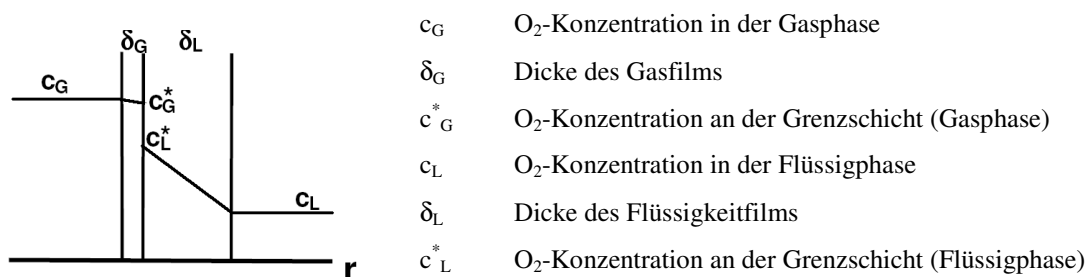 δG δL
cG
c*G
c*L
cL
r
cG O2-Konzentration in der Gasphase
δG Dicke des Gasfilms
c*G O2-Konzentration an der Grenzschicht (Gasphase)
cL O2-Konzentration in der Flüssigphase
δL Dicke des Flüssigkeitfilms
c*L O2-Konzentration an der Grenzschicht (Flüssigphase)